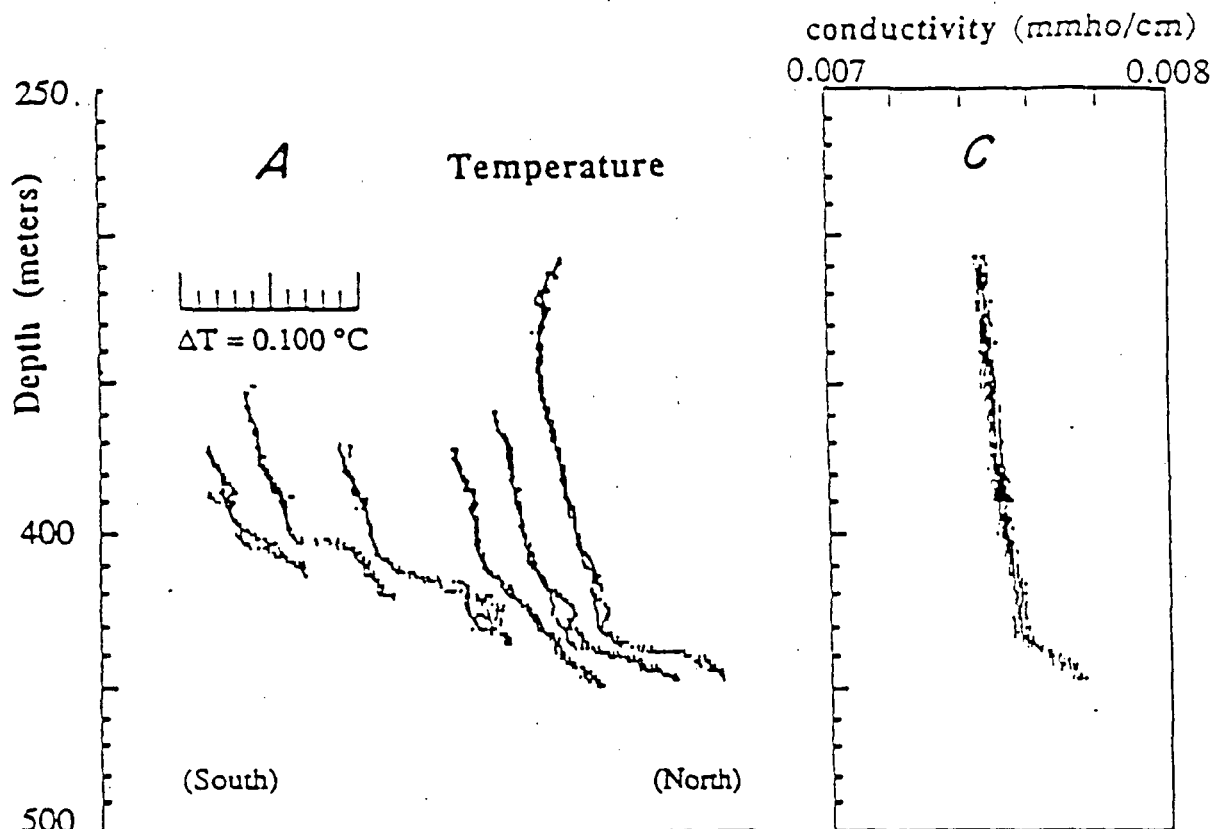 conductivity (mmho/cm)
0.007 0.008
250
A Temperature C
Depth (meters)
ΔT = 0.100 °C
400
(South) (North)
500